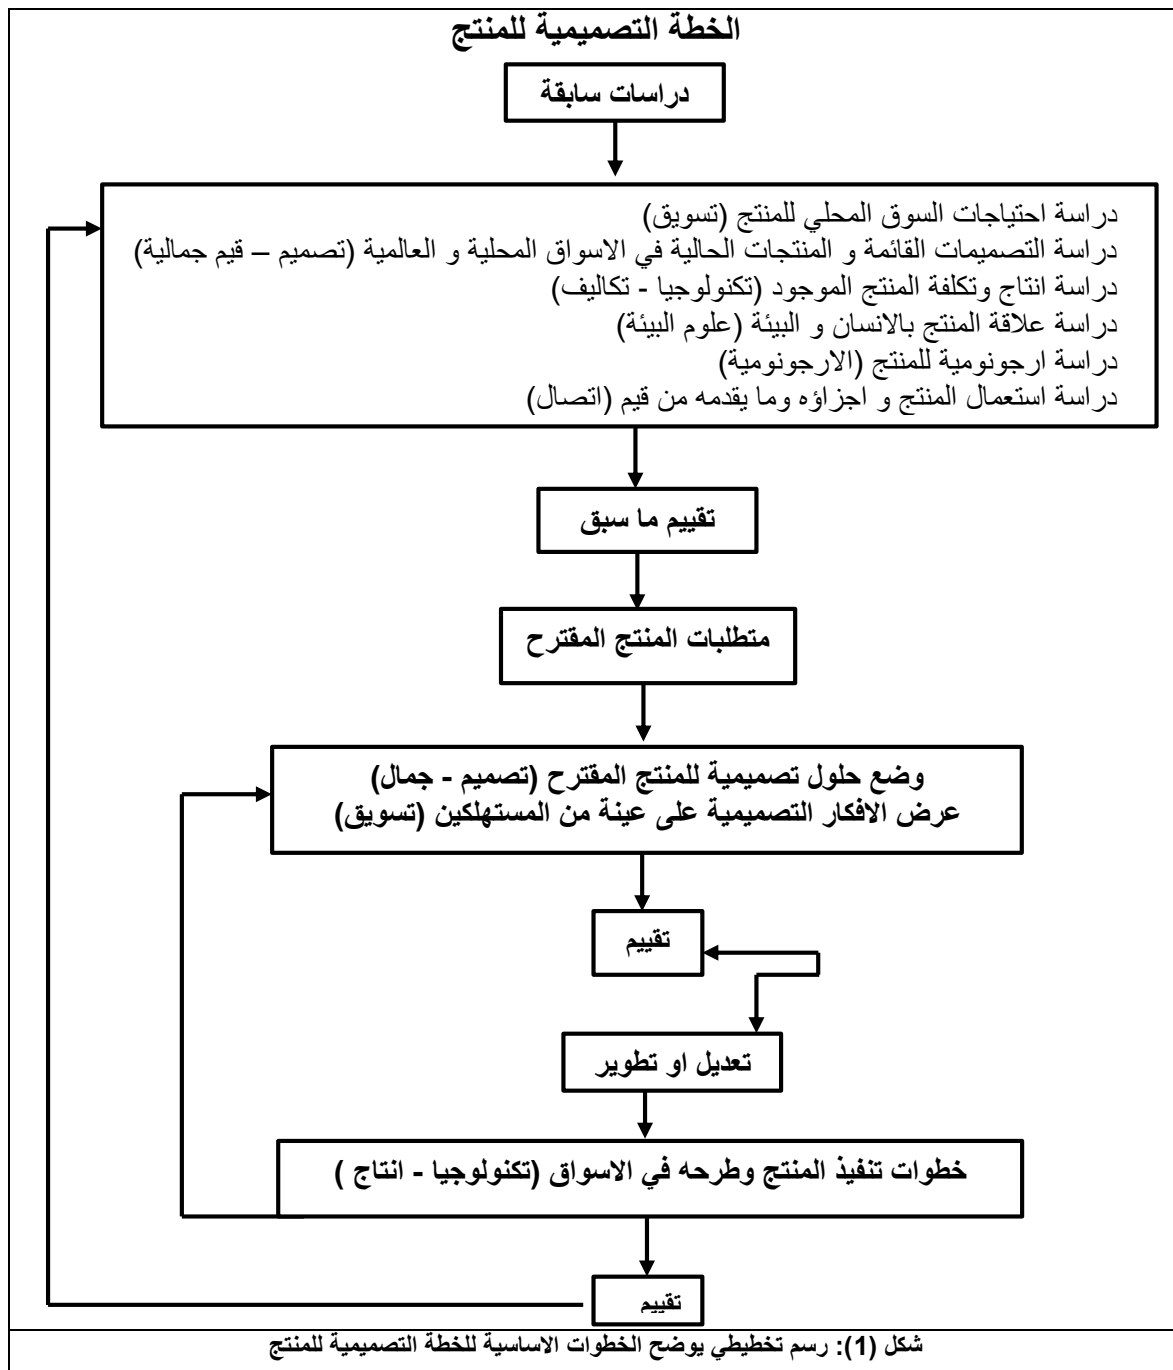 الخطة التصميمية للمنتج
دراسات سابقة
دراسة احتياجات السوق المحلي للمنتج (تسويق)
دراسة التصميمات القائمة و المنتجات الحالية في الاسواق المحلية و العالمية (تصميم – قيم جمالية)
دراسة انتاج وتكلفة المنتج الموجود (تكنولوجيا - تكاليف)
دراسة علاقة المنتج بالانسان و البيئة (علوم البيئة)
دراسة ارجونومية للمنتج (الارجونومية)
دراسة استعمال المنتج و اجزاؤه وما يقدمه من قيم (اتصال)
تقييم ما سبق
متطلبات المنتج المقترح
وضع حلول تصميمية للمنتج المقترح (تصميم - جمال)
عرض الافكار التصميمية على عينة من المستهلكين (تسويق)
تقييم
تعديل او تطوير
خطوات تنفيذ المنتج وطرحه في الاسواق (تكنولوجيا - انتاج )
تقييم
شكل (1): رسم تخطيطي يوضح الخطوات الاساسية للخطة التصميمية للمنتج